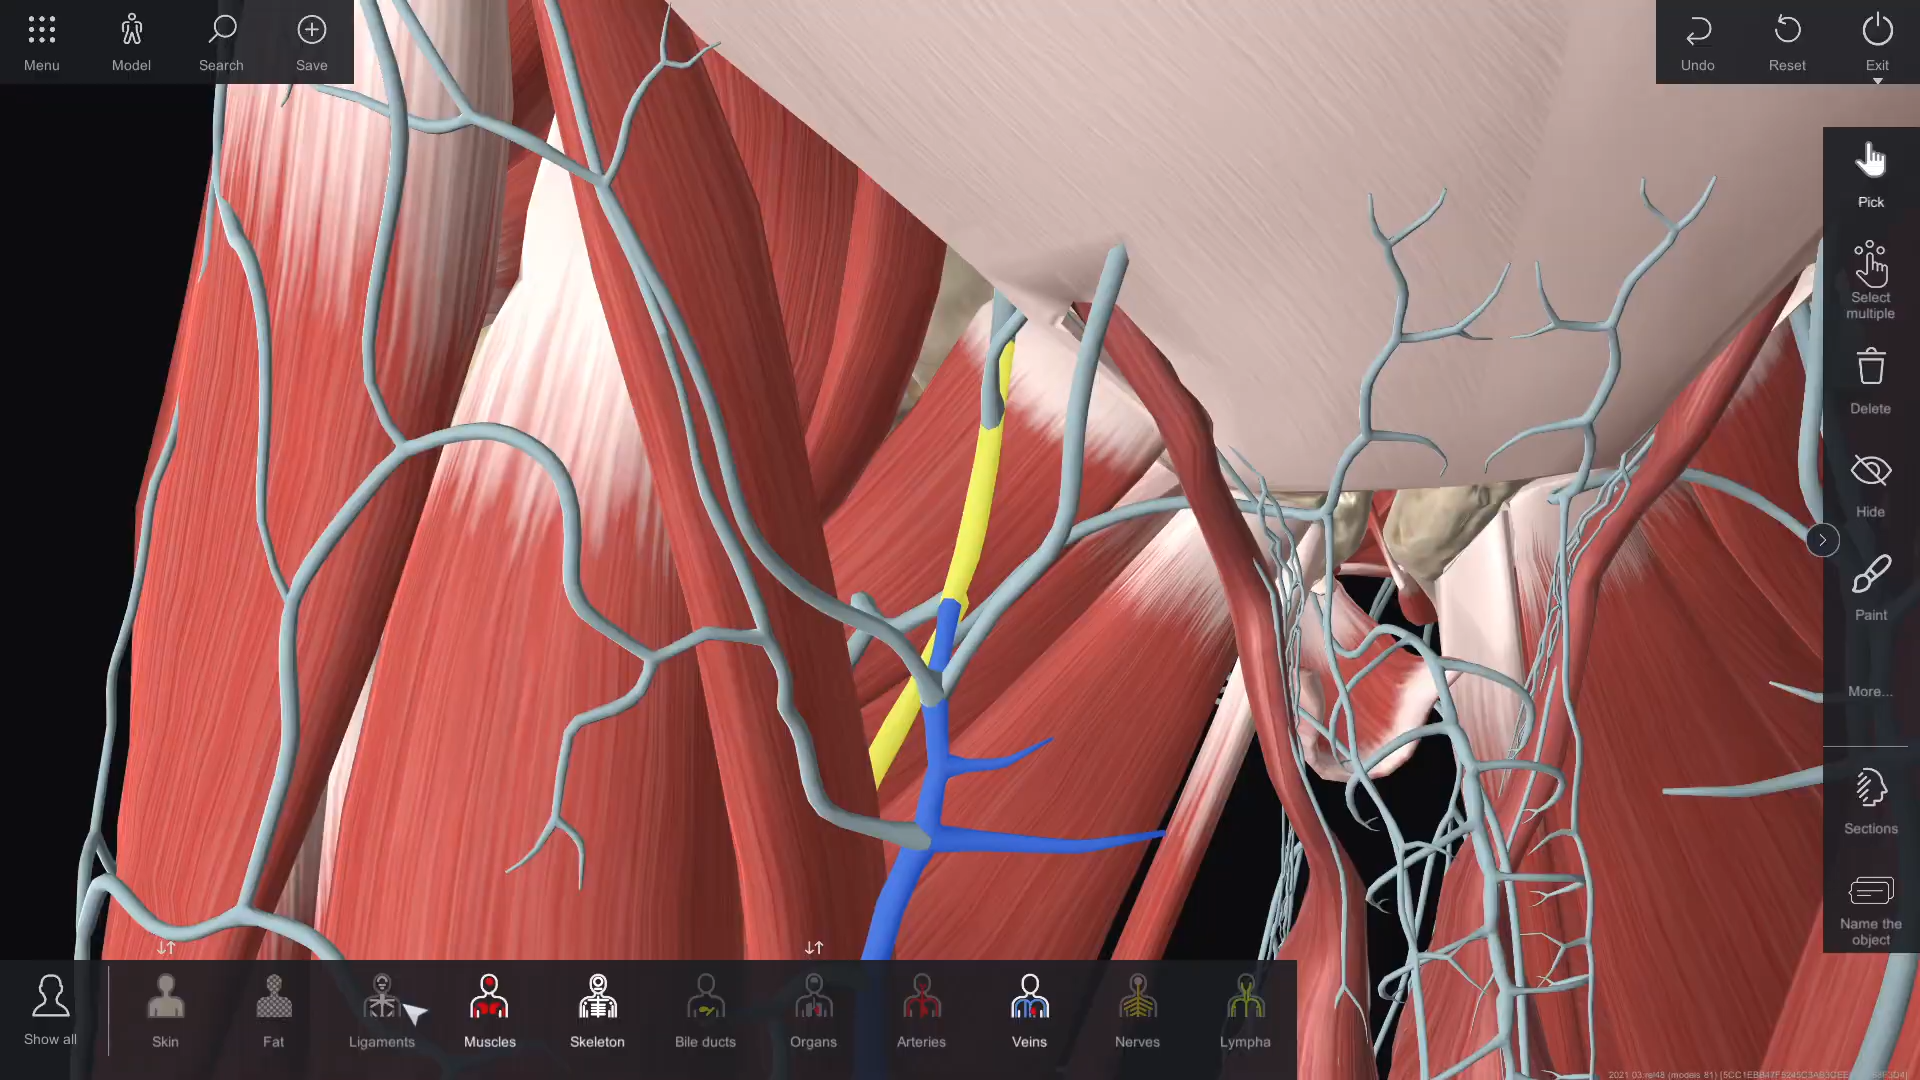 Menu
Model
Search
Save
Undo
Reset
Exit
Pick
Select
multiple
Delete
Hide
Paint
More...
Sections
Name the
object
Show all
Skin
Fat
Ligaments
Muscles
Skeleton
Bile ducts
Organs
Arteries
Veins
Nerves
Lympha